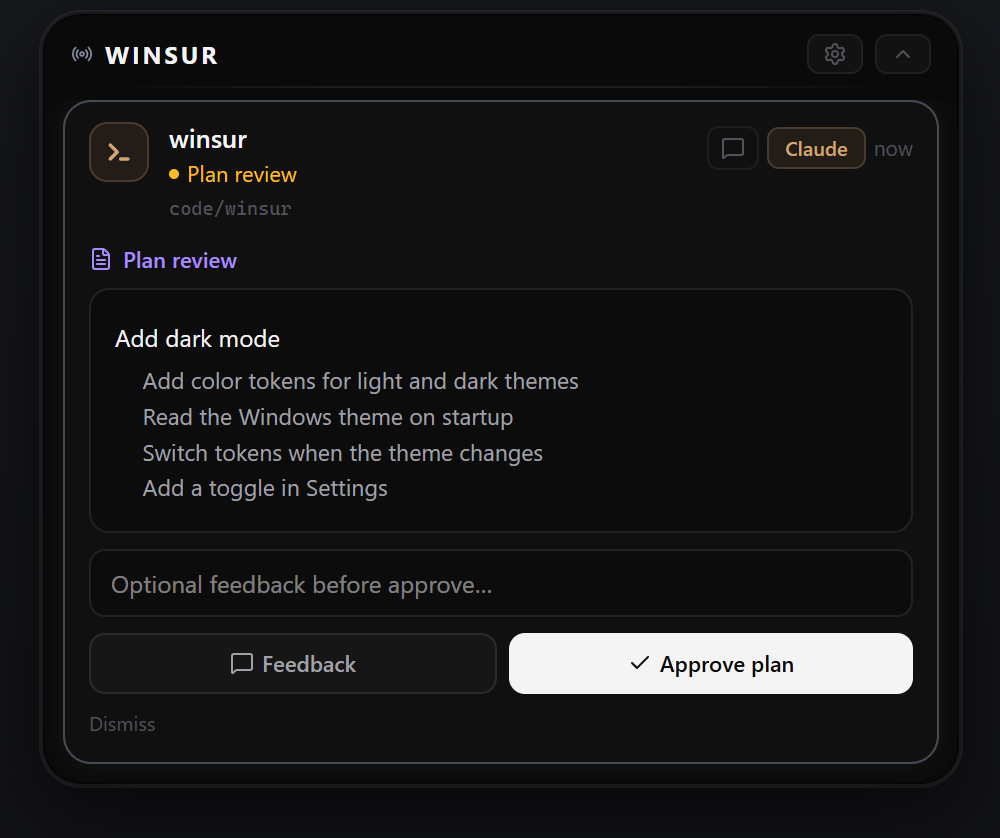 WINSUR
winsur
Claude
now
Plan review
code/winsur
Plan review
Add dark mode
Add color tokens for light and dark themes
Read the Windows theme on startup
Switch tokens when the theme changes
Add a toggle in Settings
Optional feedback before approve...
Feedback
Approve plan
Dismiss